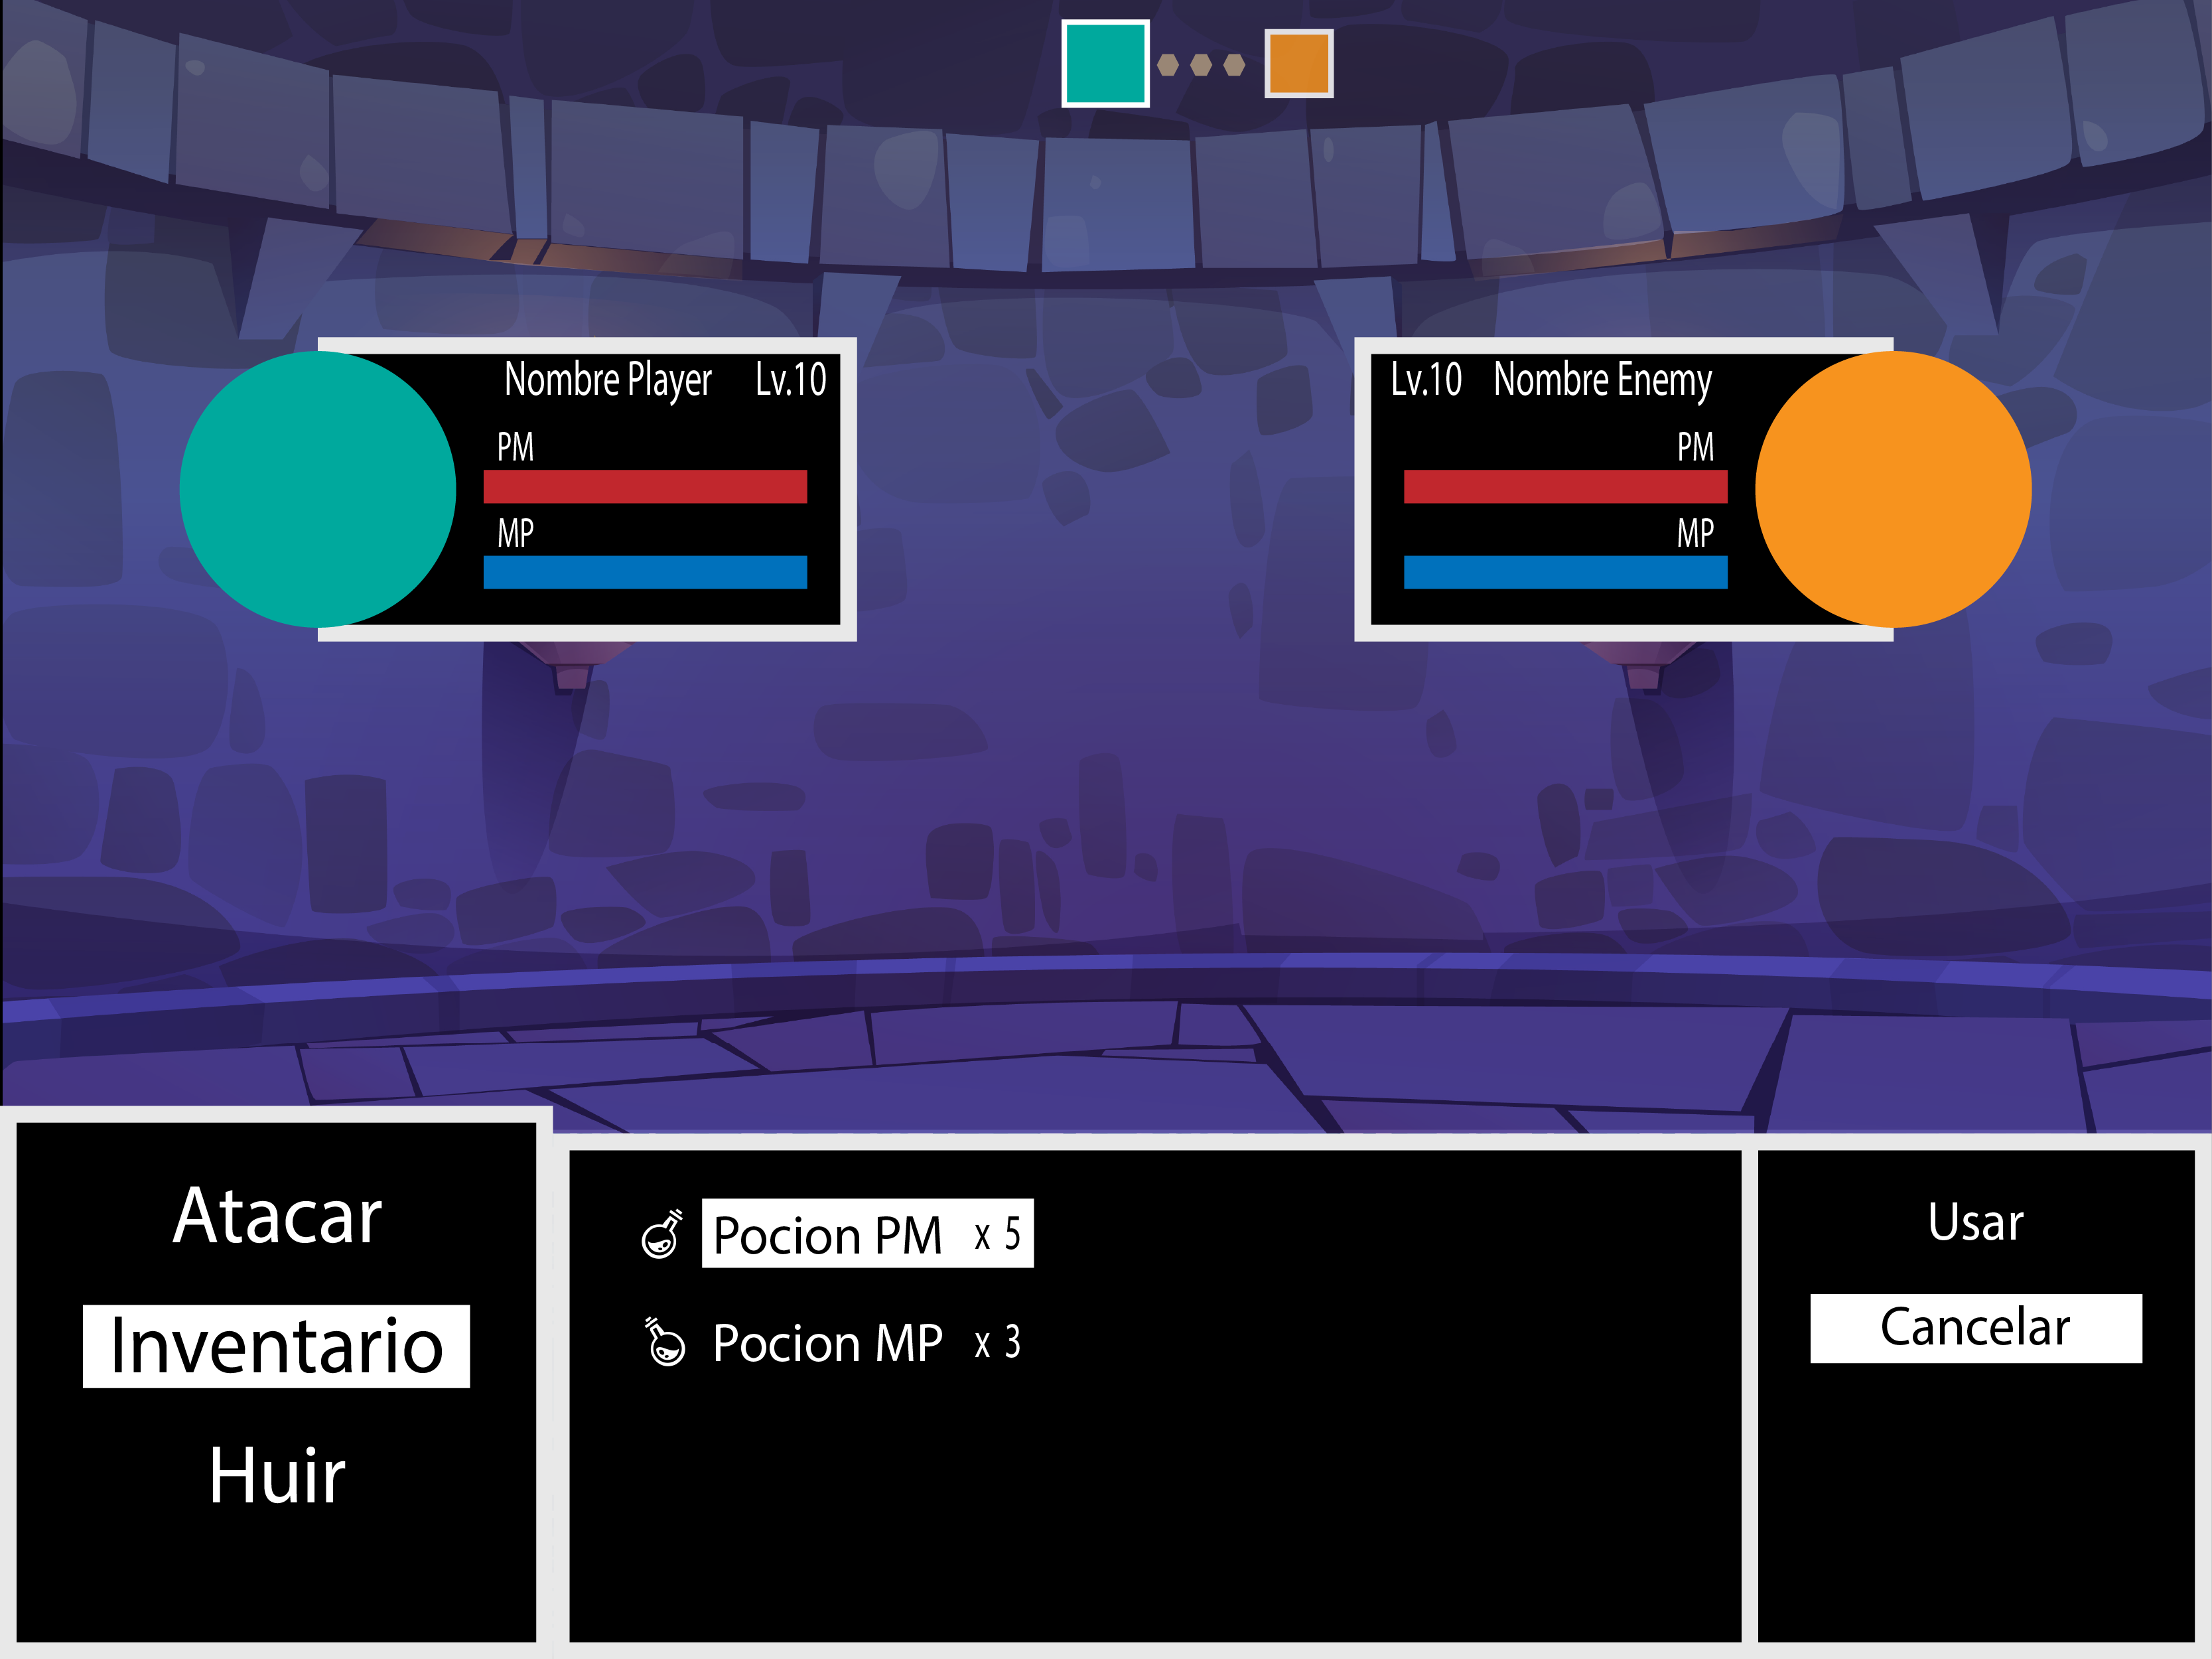 Nombre Player Lv.10
PM
MP
Lv.10 Nombre Enemy
PM
MP
Atacar
Inventario
Huir
Pocion PM x 5
Pocion MP x 3
Usar
Cancelar